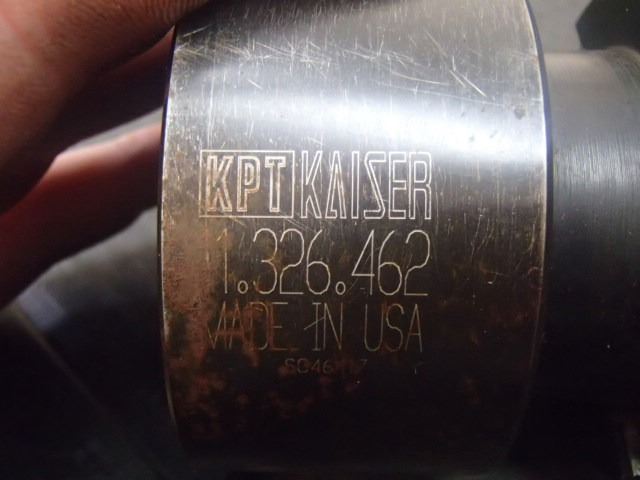 KPT KAISER
1.326.462
MADE IN USA